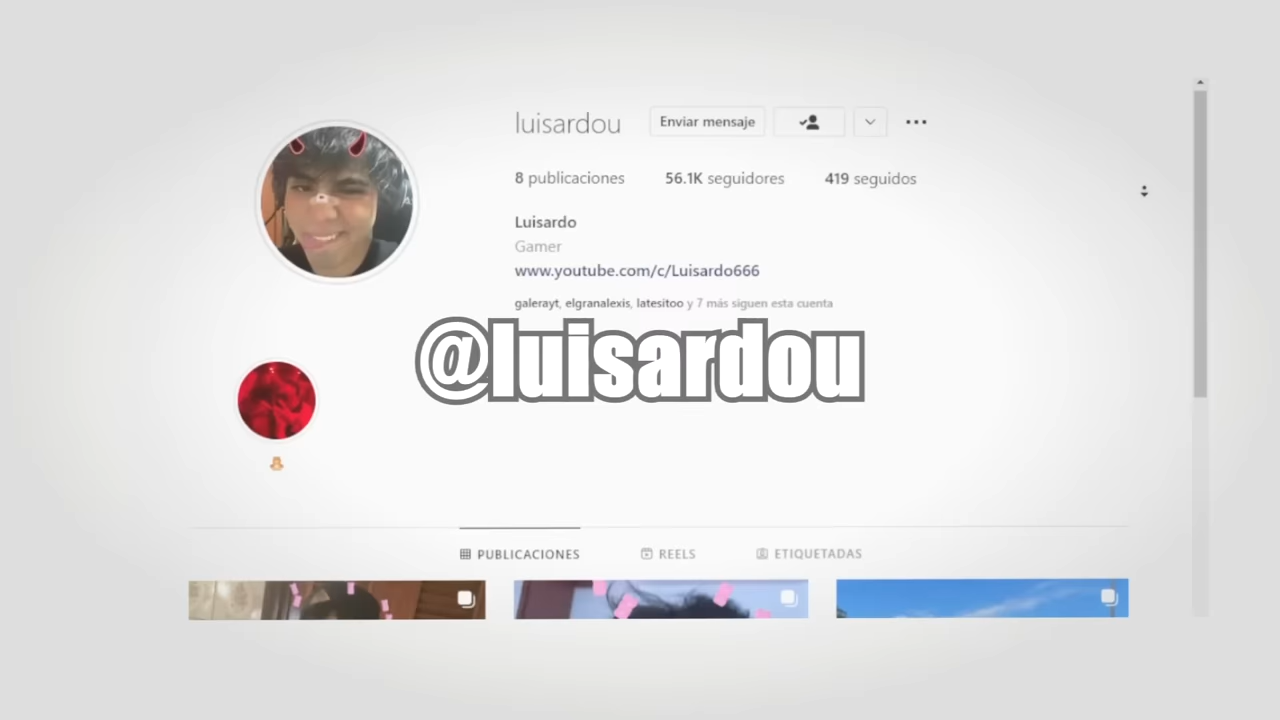 luisardou Enviar mensaje
8 publicaciones 56.1K seguidores 419 seguidos
Luisardo
Gamer
www.youtube.com/c/Luisardo666
galerayt, elgranalexis, latesitoo y 7 más siguen esta cuenta
@luisardou
PUBLICACIONES REELS ETIQUETADAS